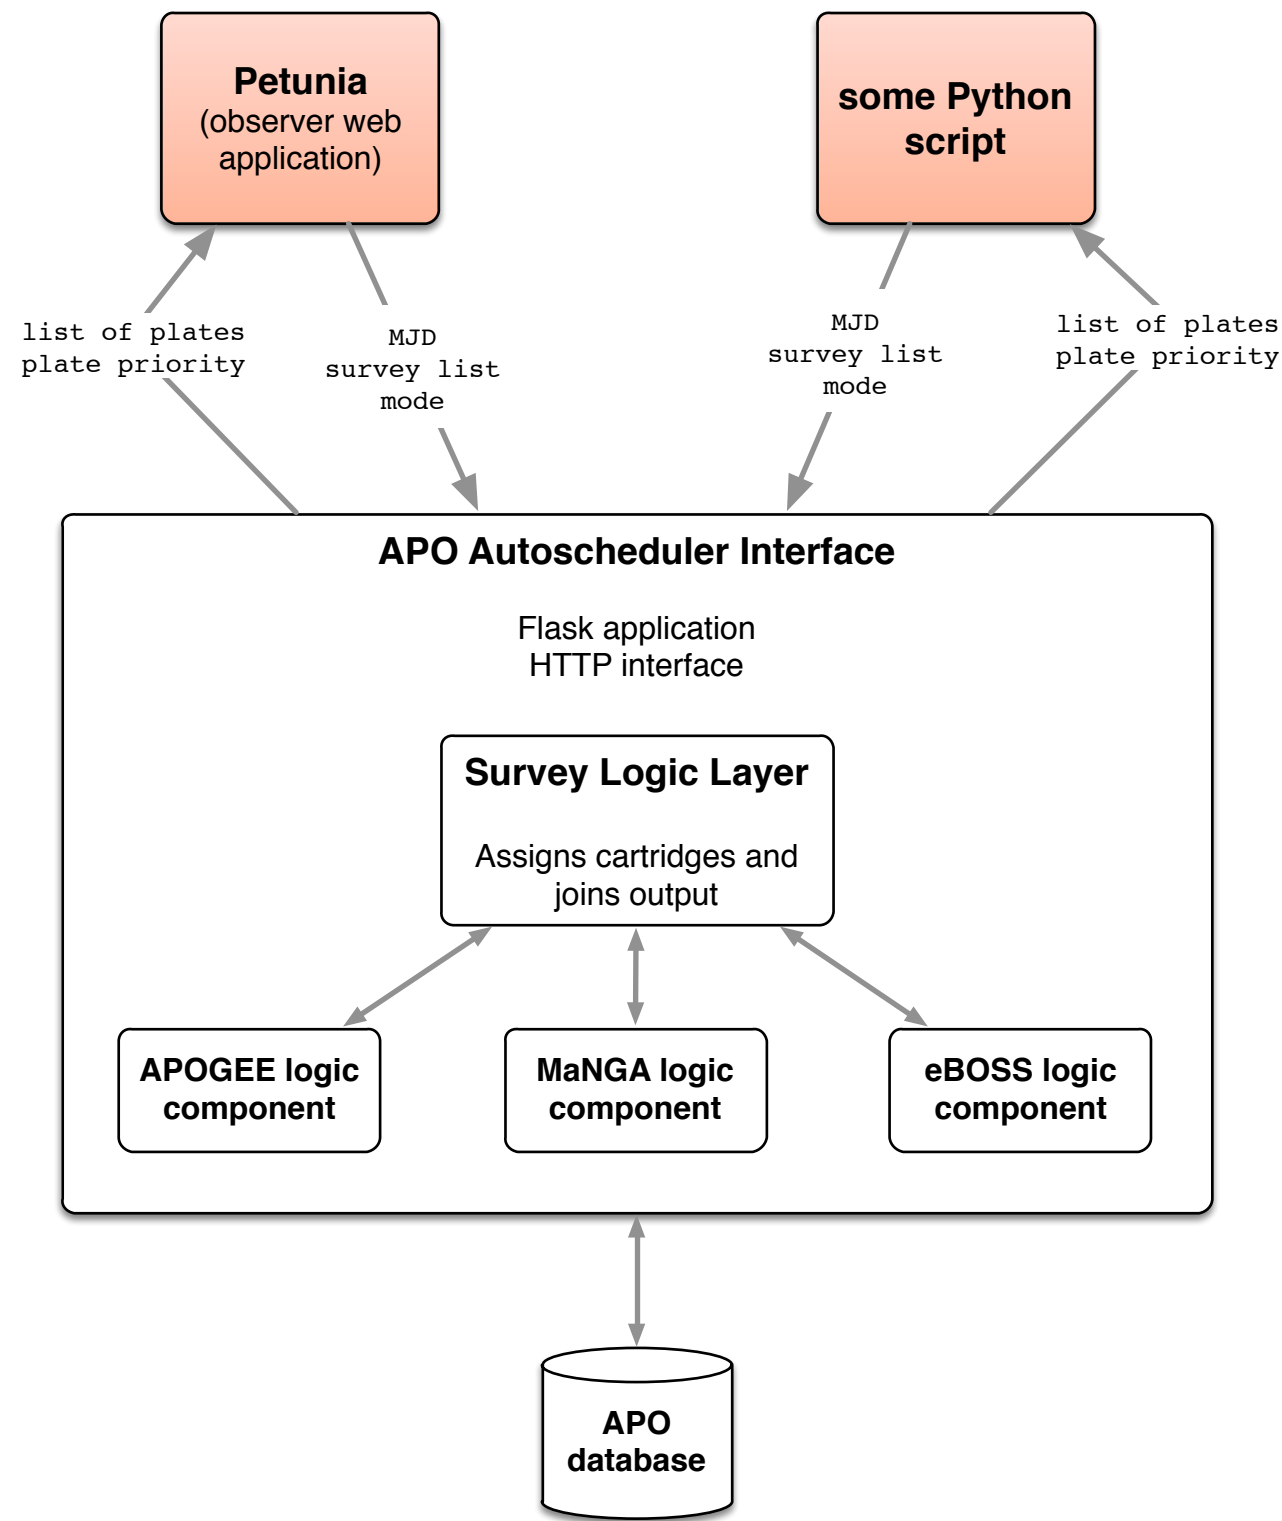 Petunia
(observer web
application)
some Python
script
list of plates
plate priority
MJD
survey list
mode
MJD
survey list
mode
list of plates
plate priority
APO Autoscheduler Interface
Flask application
HTTP interface
Survey Logic Layer
Assigns cartridges and
joins output
APOGEE logic
component
MaNGA logic
component
eBOSS logic
component
APO
database